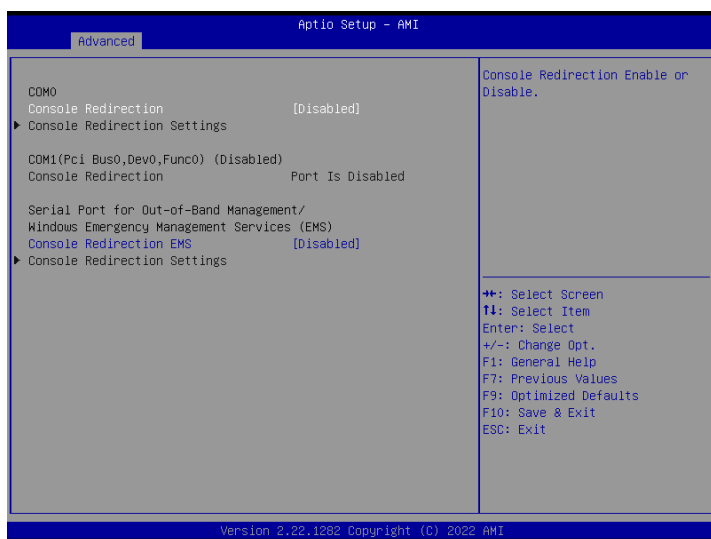 Aptio Setup – AMI
Advanced
COM0
Console Redirection [Disabled]
▶ Console Redirection Settings
COM1(Pci Bus0,Dev0,Func0) (Disabled)
Console Redirection Port Is Disabled
Serial Port for Out-of-Band Management/
Windows Emergency Management Services (EMS)
Console Redirection EMS [Disabled]
▶ Console Redirection Settings
Console Redirection Enable or
Disable.
→←: Select Screen
↑↓: Select Item
Enter: Select
+/-: Change Opt.
F1: General Help
F7: Previous Values
F9: Optimized Defaults
F10: Save & Exit
ESC: Exit
Version 2.22.1282 Copyright (C) 2022 AMI